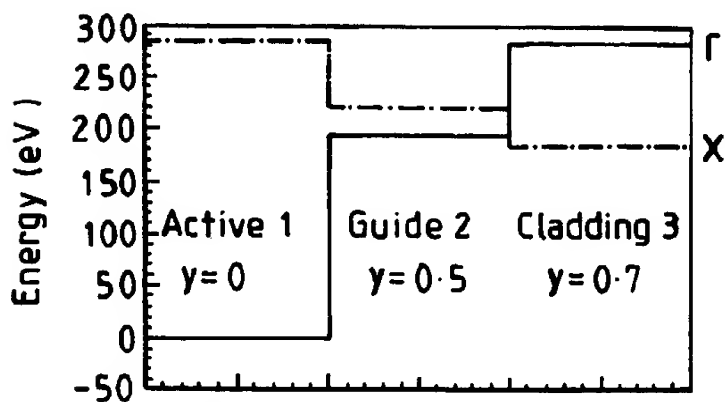 Energy (eV)
300
250
200
150
100
50
0
-50
Γ
X
Active 1 Guide 2 Cladding 3
y=0 y=0·5 y=0·7